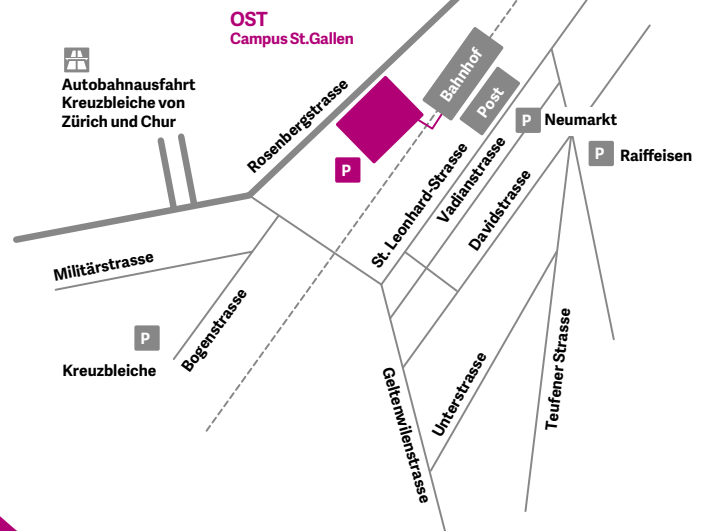 OST
Campus St.Gallen
Autobahnausfahrt
Kreuzbleiche von
Zürich und Chur
Rosenbergstrasse
Bahnhof
Post
P
Neumarkt
P
Raiffeisen
P
St. Leonhard-Strasse
Vadianstrasse
Davidstrasse
Militärstrasse
Bogenstrasse
P
Kreuzbleiche
Geltenwilenstrasse
Unterstrasse
Teufener Strasse